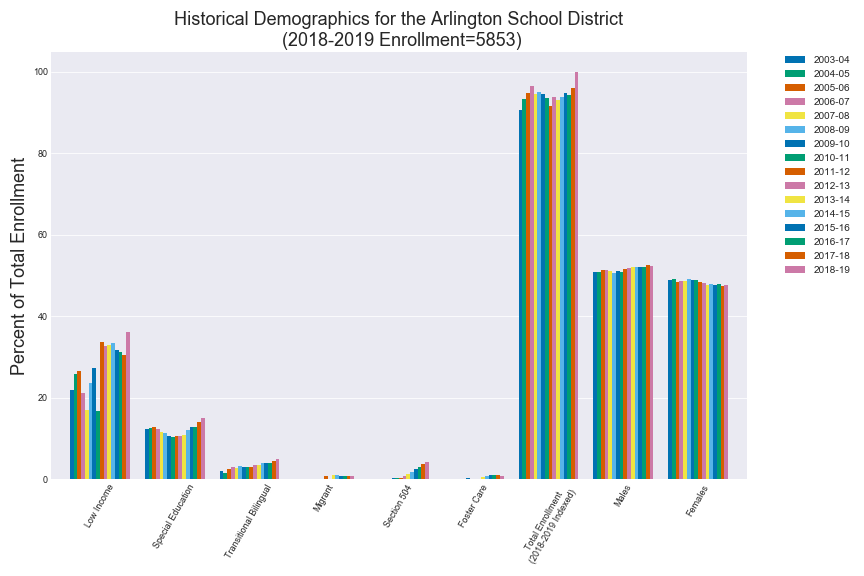 Historical Demographics for the Arlington School District
(2018-2019 Enrollment=5853)
Percent of Total Enrollment
100
80
60
40
20
0
Low Income
Special Education
Transitional Bilingual
Migrant
Section 504
Foster Care
Total Enrollment
(2018-2019 Indexed)
Males
Females
2003-04
2004-05
2005-06
2006-07
2007-08
2008-09
2009-10
2010-11
2011-12
2012-13
2013-14
2014-15
2015-16
2016-17
2017-18
2018-19